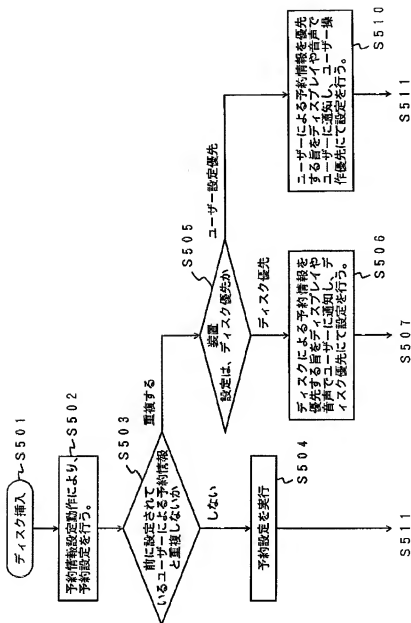 ディスク挿入
S501
予約情報設定動作により、
予約設定を行う。
S502
前に設定されて
いるユーザーによる予約情報
と重複しないか
S503
重複する
しない
予約設定を実行
S504
S511
装置
設定は、ディスク優先か
S505
ユーザー設定優先
ディスク優先
ディスクによる予約情報を
優先する旨をディスプレイや
音声でユーザーに通知し、デ
ィスク優先にて設定を行う。
S506
S507
ユーザーによる予約情報を優先
する旨をディスプレイや音声で
ユーザーに通知し、ユーザー操
作優先にて設定を行う。
S510
S511